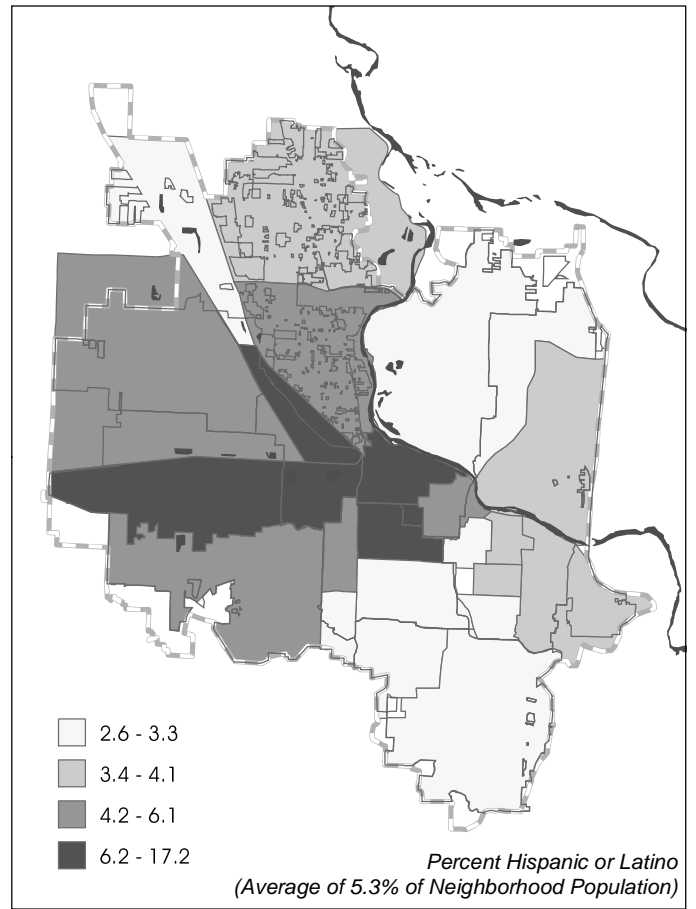 2.6 - 3.3
3.4 - 4.1
4.2 - 6.1
6.2 - 17.2
Percent Hispanic or Latino
(Average of 5.3% of Neighborhood Population)